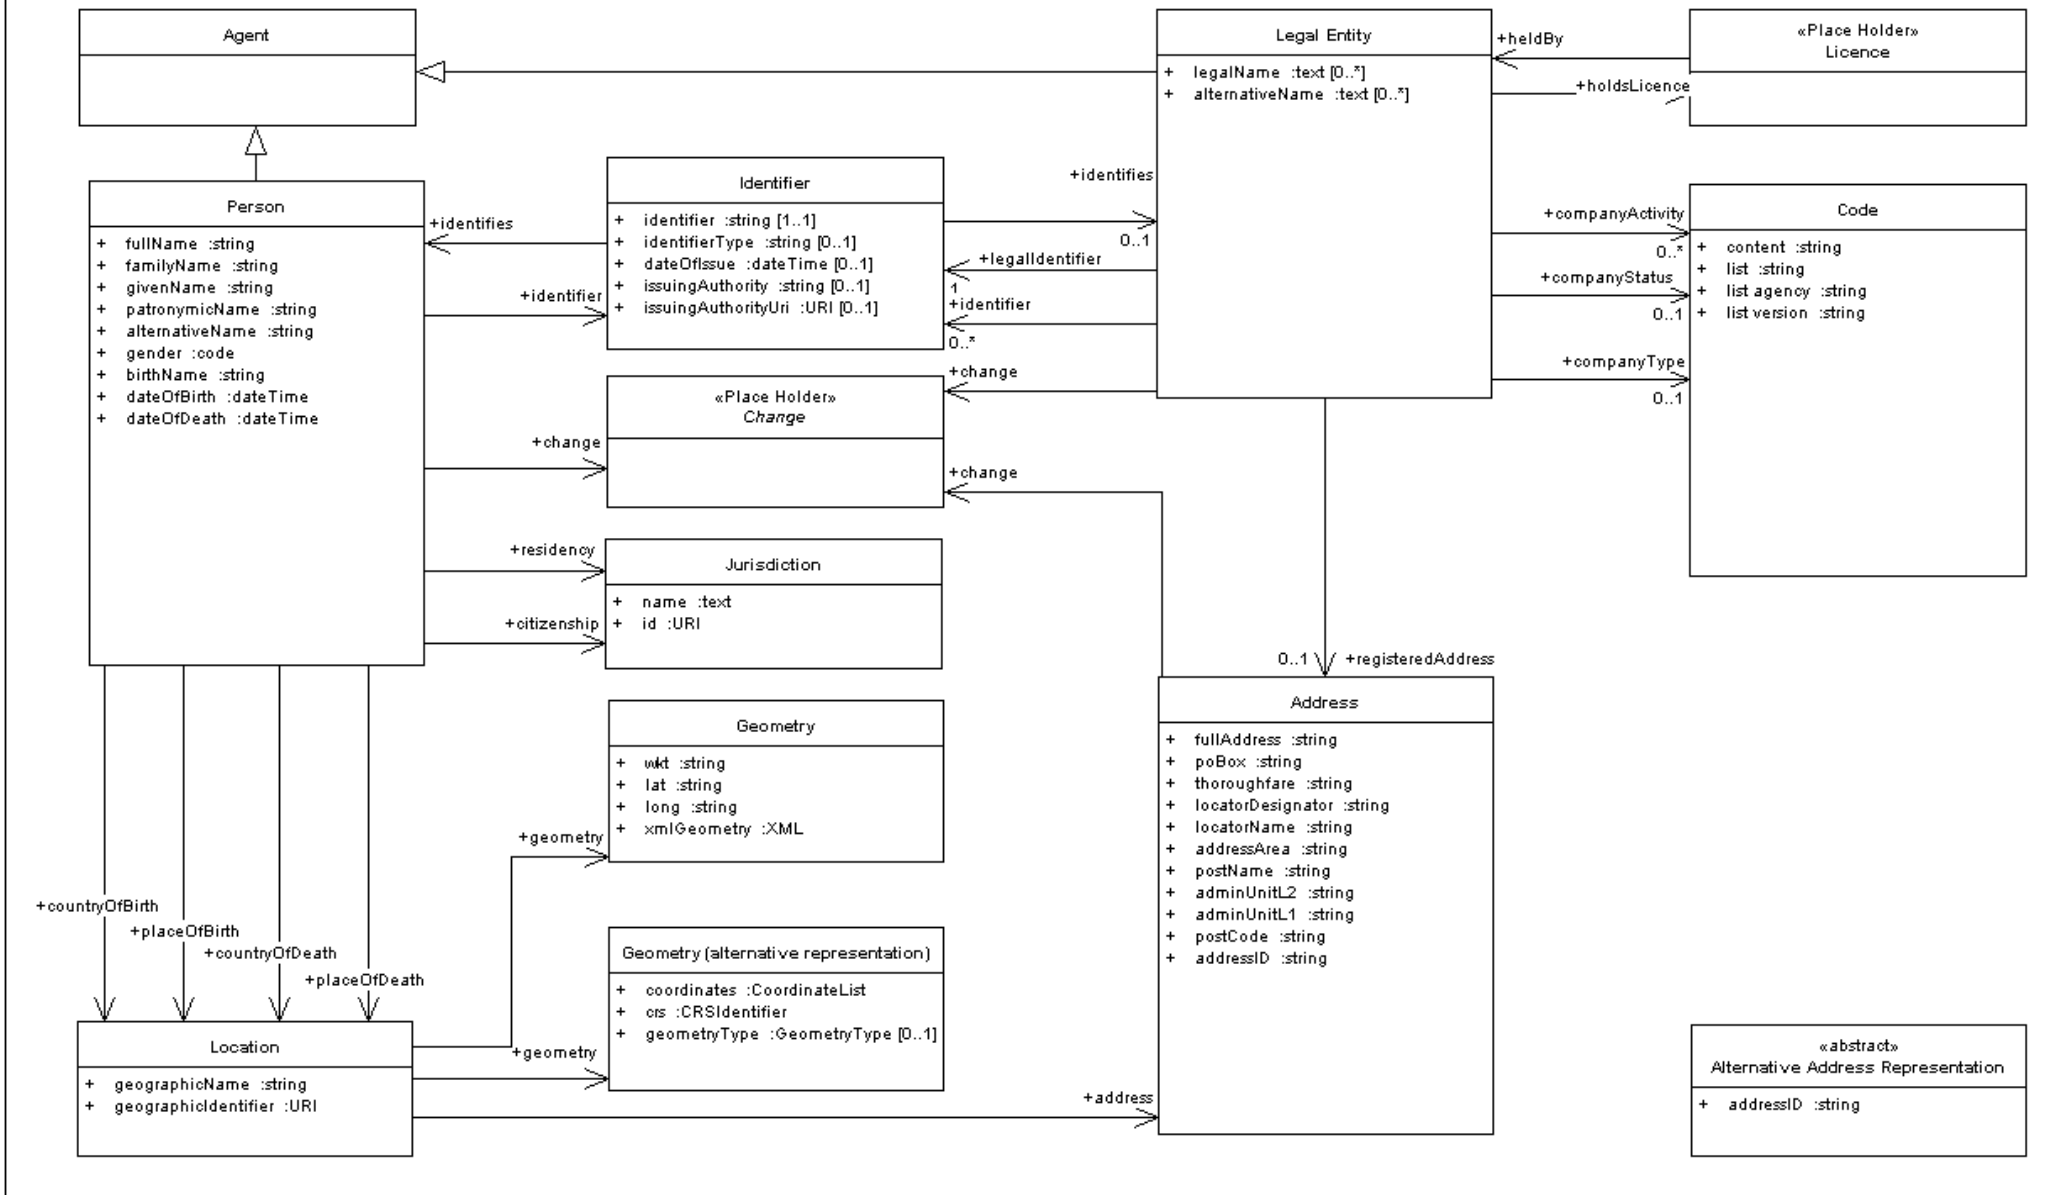 Agent
Legal Entity
+ legalName :text [0..*]
+ alternativeName :text [0..*]
+heldBy
+holdsLicence
«Place Holder»
Licence
Person
+ fullName :string
+ familyName :string
+ givenName :string
+ patronymicName :string
+ alternativeName :string
+ gender :code
+ birthName :string
+ dateOfBirth :dateTime
+ dateOfDeath :dateTime
+identifies
+identifier
Identifier
+ identifier :string [1..1]
+ identifierType :string [0..1]
+ dateOfIssue :dateTime [0..1]
+ issuingAuthority :string [0..1]
+ issuingAuthorityUri :URI [0..1]
+identifies
0..1
+legalIdentifier
1
+identifier
0..*
+change
+companyActivity
0..*
+companyStatus
0..1
+companyType
0..1
Code
+ content :string
+ list :string
+ list agency :string
+ list version :string
«Place Holder»
Change
+change
+change
+residency
+citizenship
Jurisdiction
+ name :text
+ id :URI
0..1
+registeredAddress
Geometry
+ wkt :string
+ lat :string
+ long :string
+ xmlGeometry :XML
+geometry
Address
+ fullAddress :string
+ poBox :string
+ thoroughfare :string
+ locatorDesignator :string
+ locatorName :string
+ addressArea :string
+ postName :string
+ adminUnitL2 :string
+ adminUnitL1 :string
+ postCode :string
+ addressID :string
+countryOfBirth
+placeOfBirth
+countryOfDeath
+placeOfDeath
Geometry (alternative representation)
+ coordinates :CoordinateList
+ crs :CRSIdentifier
+ geometryType :GeometryType [0..1]
Location
+ geographicName :string
+ geographicIdentifier :URI
+geometry
+address
«abstract»
Alternative Address Representation
+ addressID :string